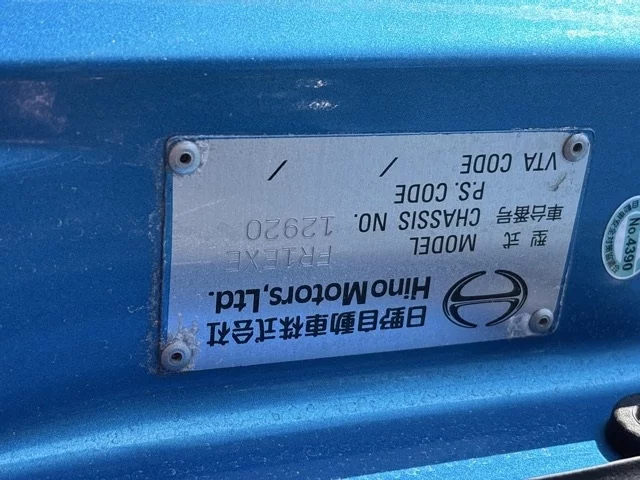 日野自動車株式会社
Hino Motors, Ltd.
型式 MODEL FR1EXE
車台番号 CHASSIS NO. 12920
P.S. CODE
VTA CODE / /
No.4390